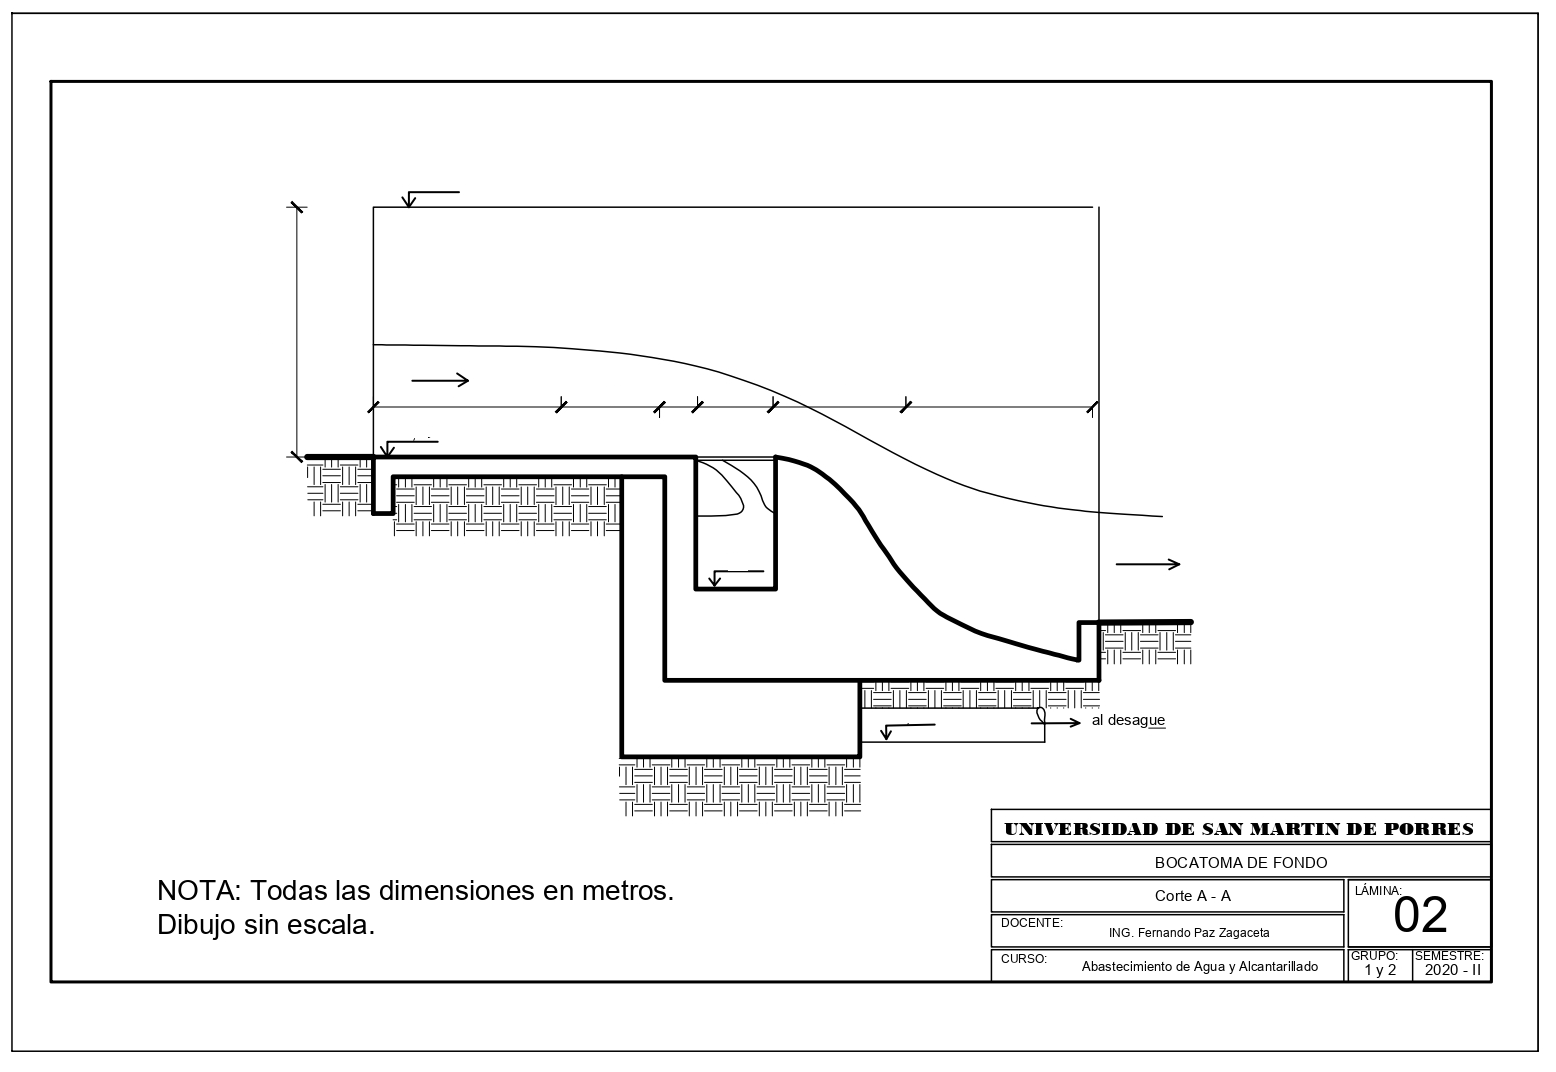 al desague
NOTA: Todas las dimensiones en metros.
Dibujo sin escala.
UNIVERSIDAD DE SAN MARTIN DE PORRES
BOCATOMA DE FONDO
Corte A - A
LÁMINA:
02
DOCENTE:
ING. Fernando Paz Zagaceta
CURSO:
Abastecimiento de Agua y Alcantarillado
GRUPO:
1 y 2
SEMESTRE:
2020 - II